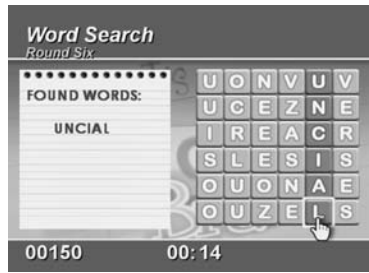 Word Search
Round Six
FOUND WORDS:
UNCIAL
U O N V U V
U C E Z N E
I R E A C R
S L E S I S
O U O N A E
O U Z E L S
00150 00:14